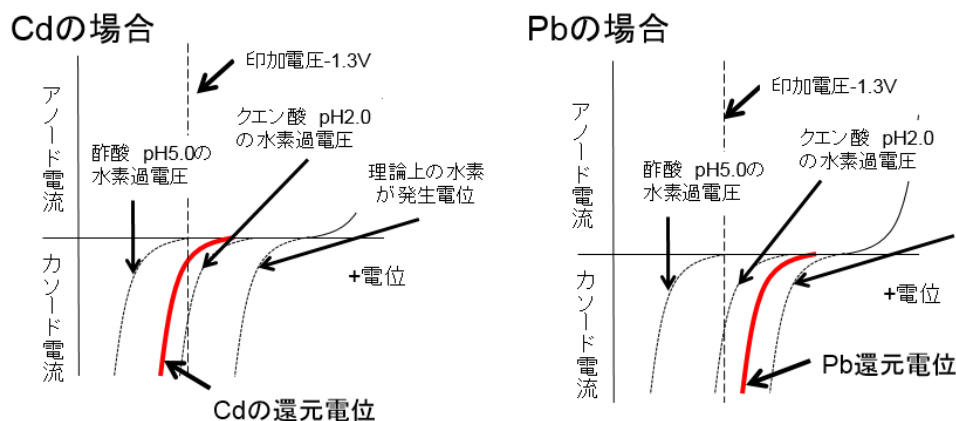 Cdの場合
印加電圧-1.3V
アノード電流
クエン酸 pH2.0
の水素過電圧
酢酸 pH5.0の
水素過電圧
理論上の水素
が発生電位
カソード電流
+電位
Cdの還元電位
Pbの場合
印加電圧-1.3V
アノード電流
クエン酸 pH2.0
の水素過電圧
酢酸 pH5.0の
水素過電圧
カソード電流
+電位
Pb還元電位